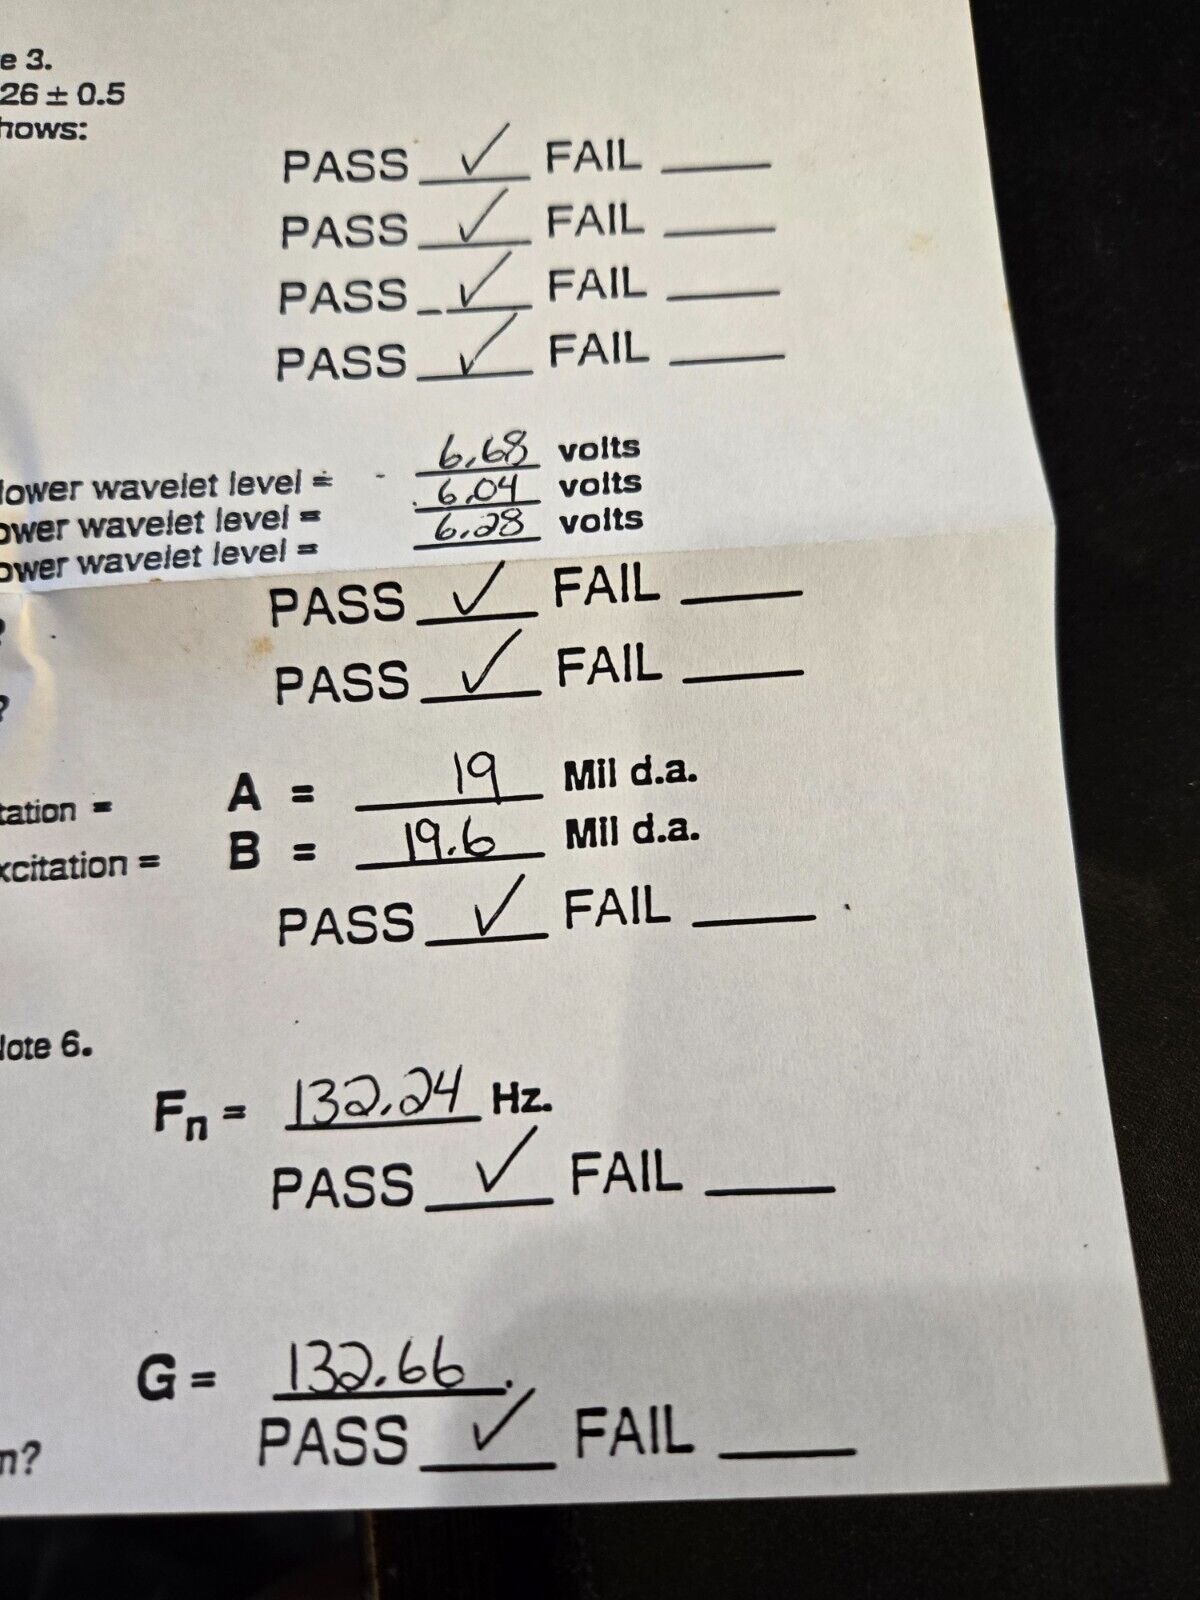 e 3.
26 ± 0.5
hows:
PASS ✓ FAIL
PASS ✓ FAIL
PASS ✓ FAIL
PASS ✓ FAIL
lower wavelet level = 6.68 volts
ower wavelet level = 6.04 volts
ower wavelet level = 6.28 volts
? PASS ✓ FAIL
? PASS ✓ FAIL
tation = A = 19 Mil d.a.
xcitation = B = 19.6 Mil d.a.
PASS ✓ FAIL
Note 6.
Fn = 132.24 Hz.
PASS ✓ FAIL
G = 132.66
n? PASS ✓ FAIL